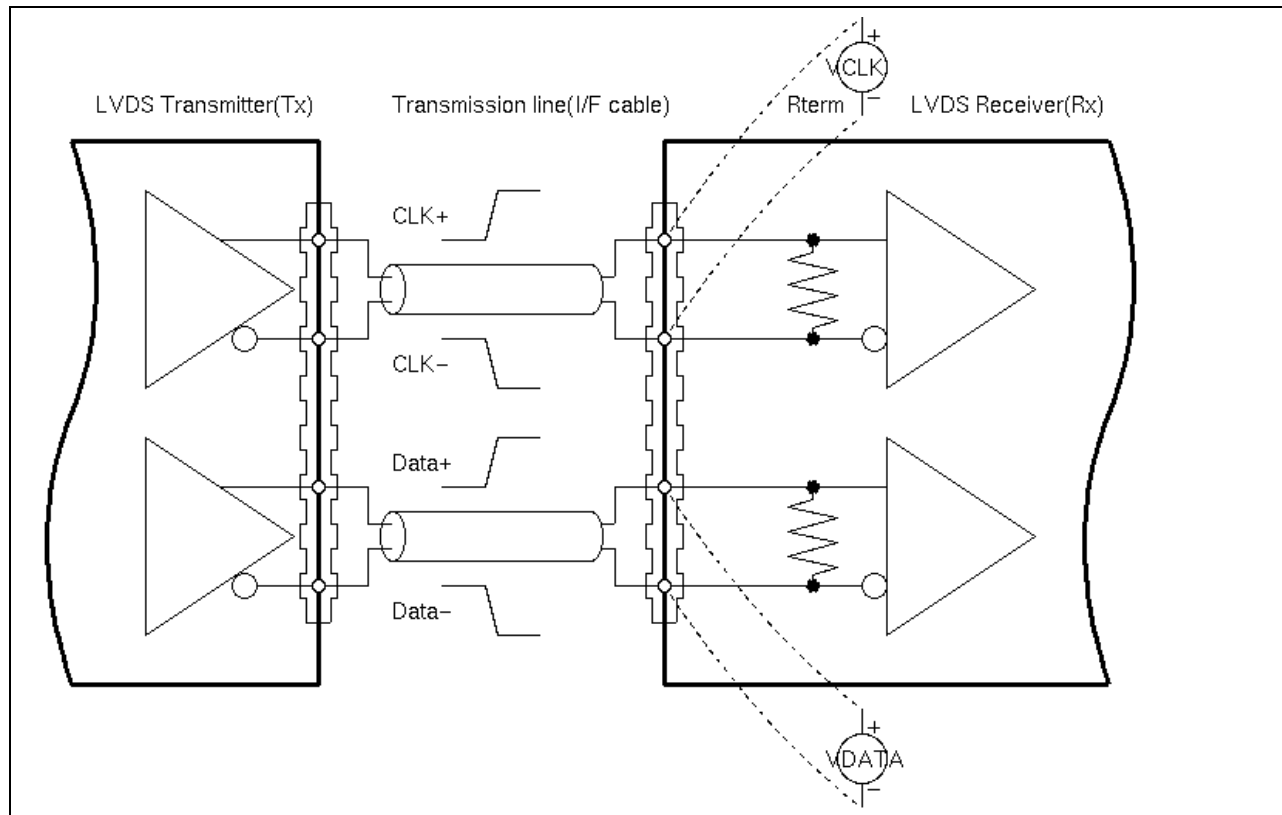 +
VCLK
−
LVDS Transmitter(Tx)
Transmission line(I/F cable)
Rterm
LVDS Receiver(Rx)
CLK+
CLK−
Data+
Data−
+
VDATA
−